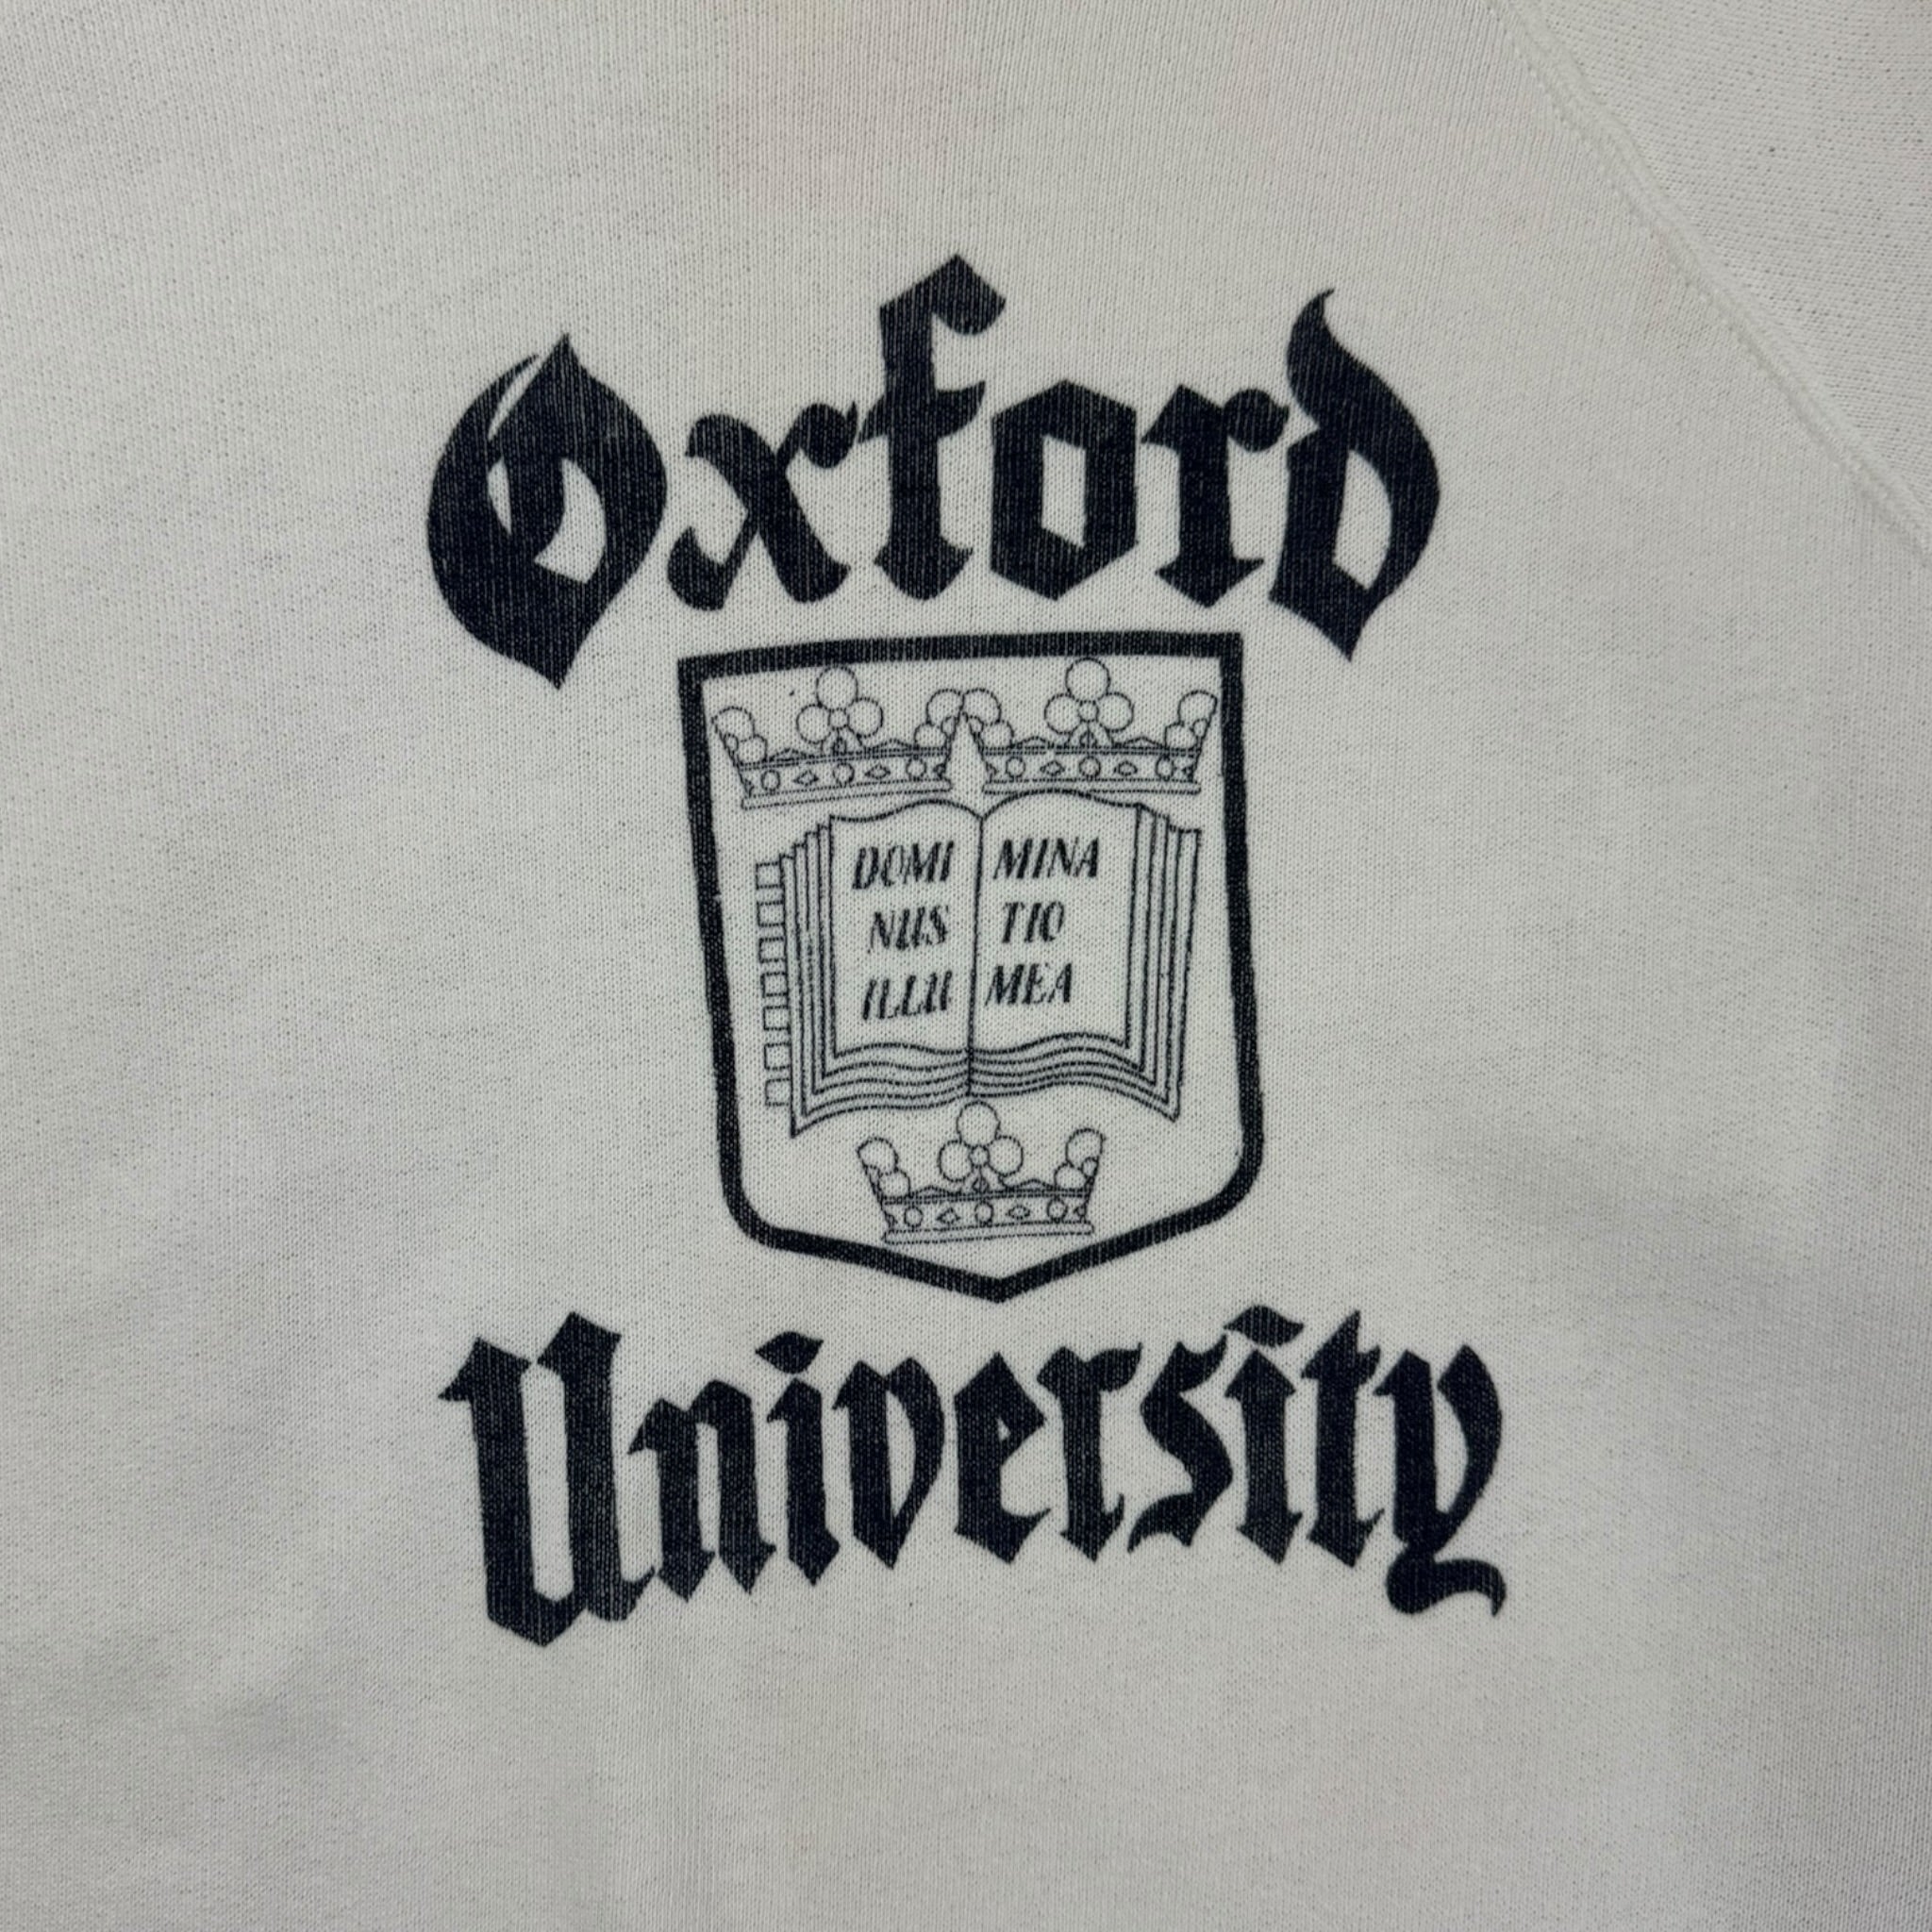 Oxford
DOMI MINA
NUS TIO
ILLU MEA
University